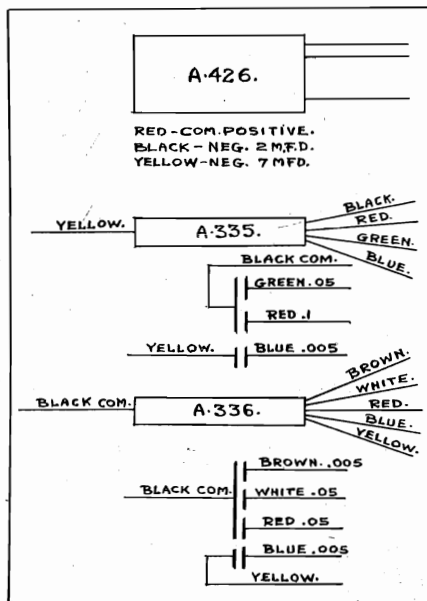 A·426.
RED-COM. POSITIVE.
BLACK-NEG. 2 M.F.D.
YELLOW-NEG. 7 MFD.
YELLOW.
A·335.
BLACK.
RED.
GREEN.
BLUE.
BLACK COM.
GREEN .05
RED .1
YELLOW.
BLUE .005
BLACK COM.
A·336.
BROWN.
WHITE.
RED.
BLUE.
YELLOW.
BLACK COM.
BROWN .005
WHITE .05
RED .05
BLUE .005
YELLOW.